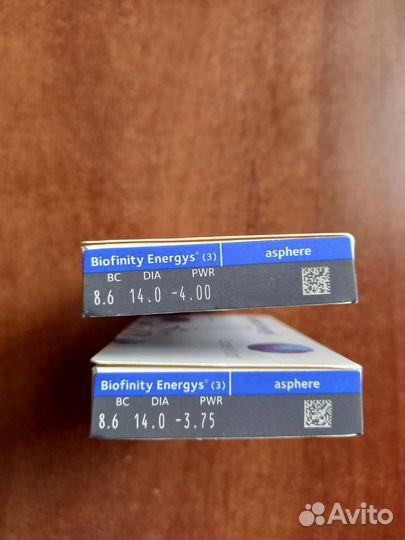 Biofinity Energys® (3) asphere
BC DIA PWR
8.6 14.0 -4.00
Biofinity Energys® (3) asphere
BC DIA PWR
8.6 14.0 -3.75
Avito